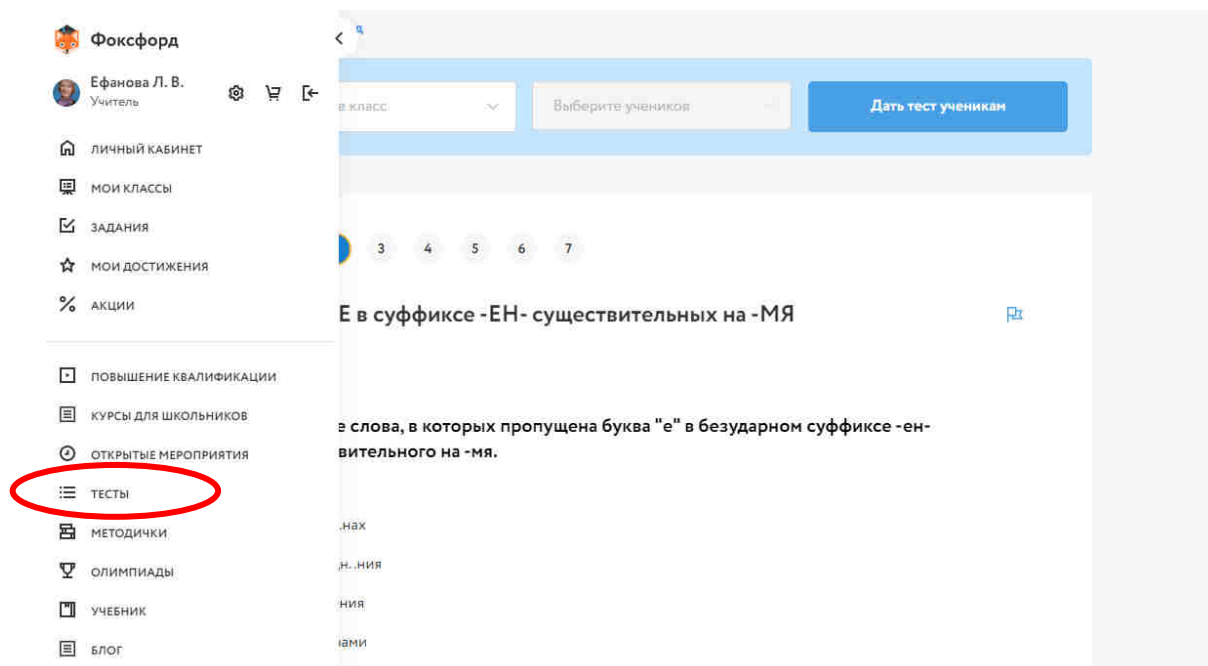 Фоксфорд
Ефанова Л. В.
Учитель
ЛИЧНЫЙ КАБИНЕТ
МОИ КЛАССЫ
ЗАДАНИЯ
МОИ ДОСТИЖЕНИЯ
АКЦИИ
ПОВЫШЕНИЕ КВАЛИФИКАЦИИ
КУРСЫ ДЛЯ ШКОЛЬНИКОВ
ОТКРЫТЫЕ МЕРОПРИЯТИЯ
ТЕСТЫ
МЕТОДИЧКИ
ОЛИМПИАДЫ
УЧЕБНИК
БЛОГ
класс
Выберите учеников
Дать тест ученикам
3 4 5 6 7
Е в суффиксе -ЕН- существительных на -МЯ
е слова, в которых пропущена буква "е" в безударном суффиксе -ен-
вительного на -мя.
.нах
н. .ния
ния
нами